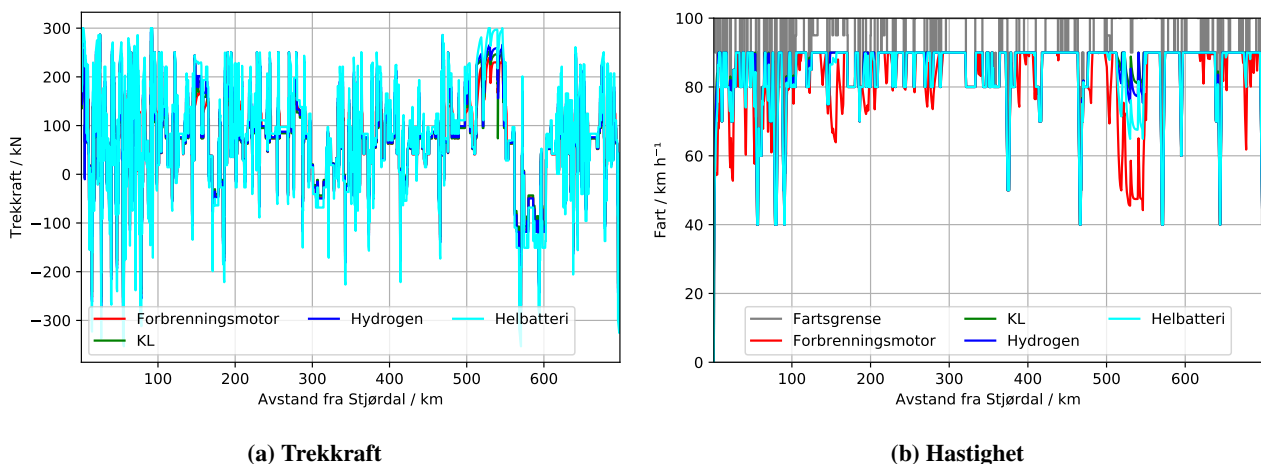 Trekkraft / kN
300
200
100
0
−100
−200
−300
Forbrenningsmotor
KL
Hydrogen
Helbatteri
100 200 300 400 500 600
Avstand fra Stjørdal / km
(a) Trekkraft
Fart / km h⁻¹
100
80
60
40
20
0
Fartsgrense
Forbrenningsmotor
KL
Hydrogen
Helbatteri
100 200 300 400 500 600
Avstand fra Stjørdal / km
(b) Hastighet